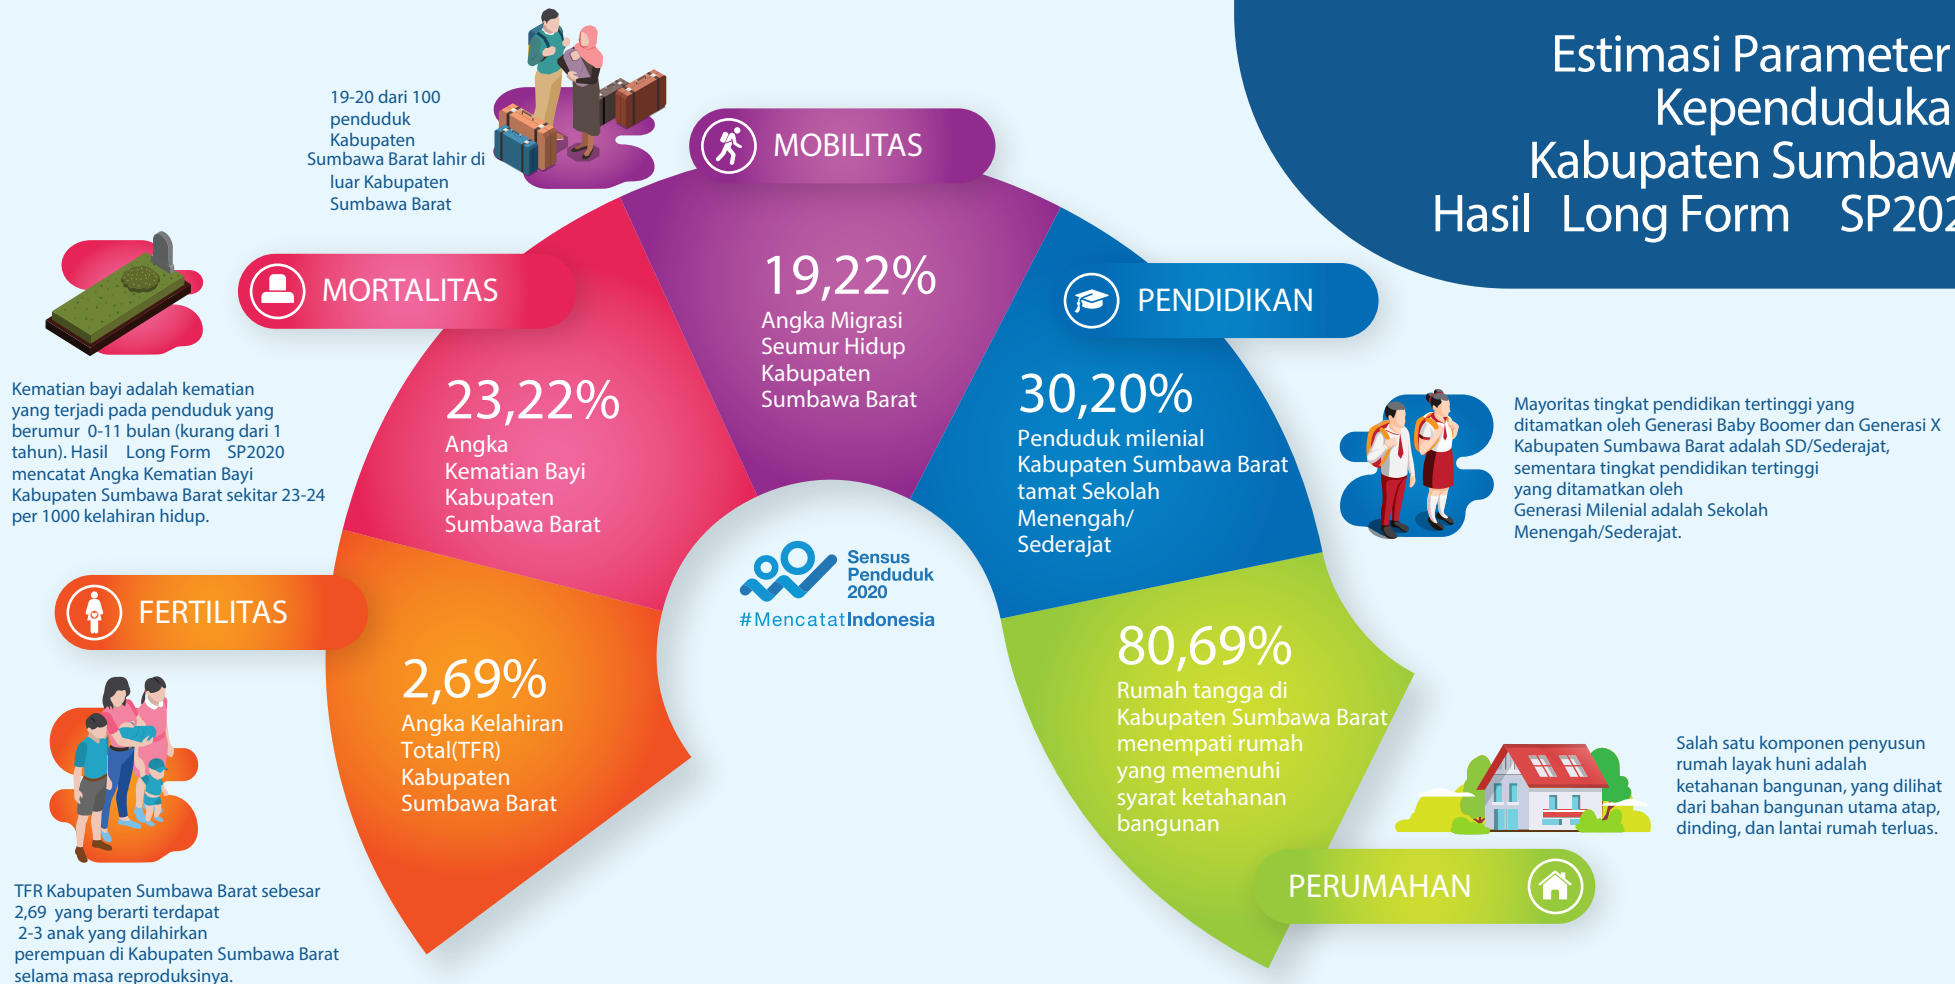 Estimasi Parameter
Kependuduka
Kabupaten Sumbaw
Hasil Long Form SP202
19-20 dari 100
penduduk
Kabupaten
Sumbawa Barat lahir di
luar Kabupaten
Sumbawa Barat
MOBILITAS
19,22%
Angka Migrasi
Seumur Hidup
Kabupaten
Sumbawa Barat
MORTALITAS
23,22%
Angka
Kematian Bayi
Kabupaten
Sumbawa Barat
Kematian bayi adalah kematian
yang terjadi pada penduduk yang
berumur 0-11 bulan (kurang dari 1
tahun). Hasil Long Form SP2020
mencatat Angka Kematian Bayi
Kabupaten Sumbawa Barat sekitar 23-24
per 1000 kelahiran hidup.
PENDIDIKAN
30,20%
Penduduk milenial
Kabupaten Sumbawa Barat
tamat Sekolah
Menengah/
Sederajat
Mayoritas tingkat pendidikan tertinggi yang
ditamatkan oleh Generasi Baby Boomer dan Generasi X
Kabupaten Sumbawa Barat adalah SD/Sederajat,
sementara tingkat pendidikan tertinggi
yang ditamatkan oleh
Generasi Milenial adalah Sekolah
Menengah/Sederajat.
Sensus
Penduduk
2020
#MencatatIndonesia
FERTILITAS
2,69%
Angka Kelahiran
Total(TFR)
Kabupaten
Sumbawa Barat
TFR Kabupaten Sumbawa Barat sebesar
2,69 yang berarti terdapat
2-3 anak yang dilahirkan
perempuan di Kabupaten Sumbawa Barat
selama masa reproduksinya.
80,69%
Rumah tangga di
Kabupaten Sumbawa Barat
menempati rumah
yang memenuhi
syarat ketahanan
bangunan
PERUMAHAN
Salah satu komponen penyusun
rumah layak huni adalah
ketahanan bangunan, yang dilihat
dari bahan bangunan utama atap,
dinding, dan lantai rumah terluas.